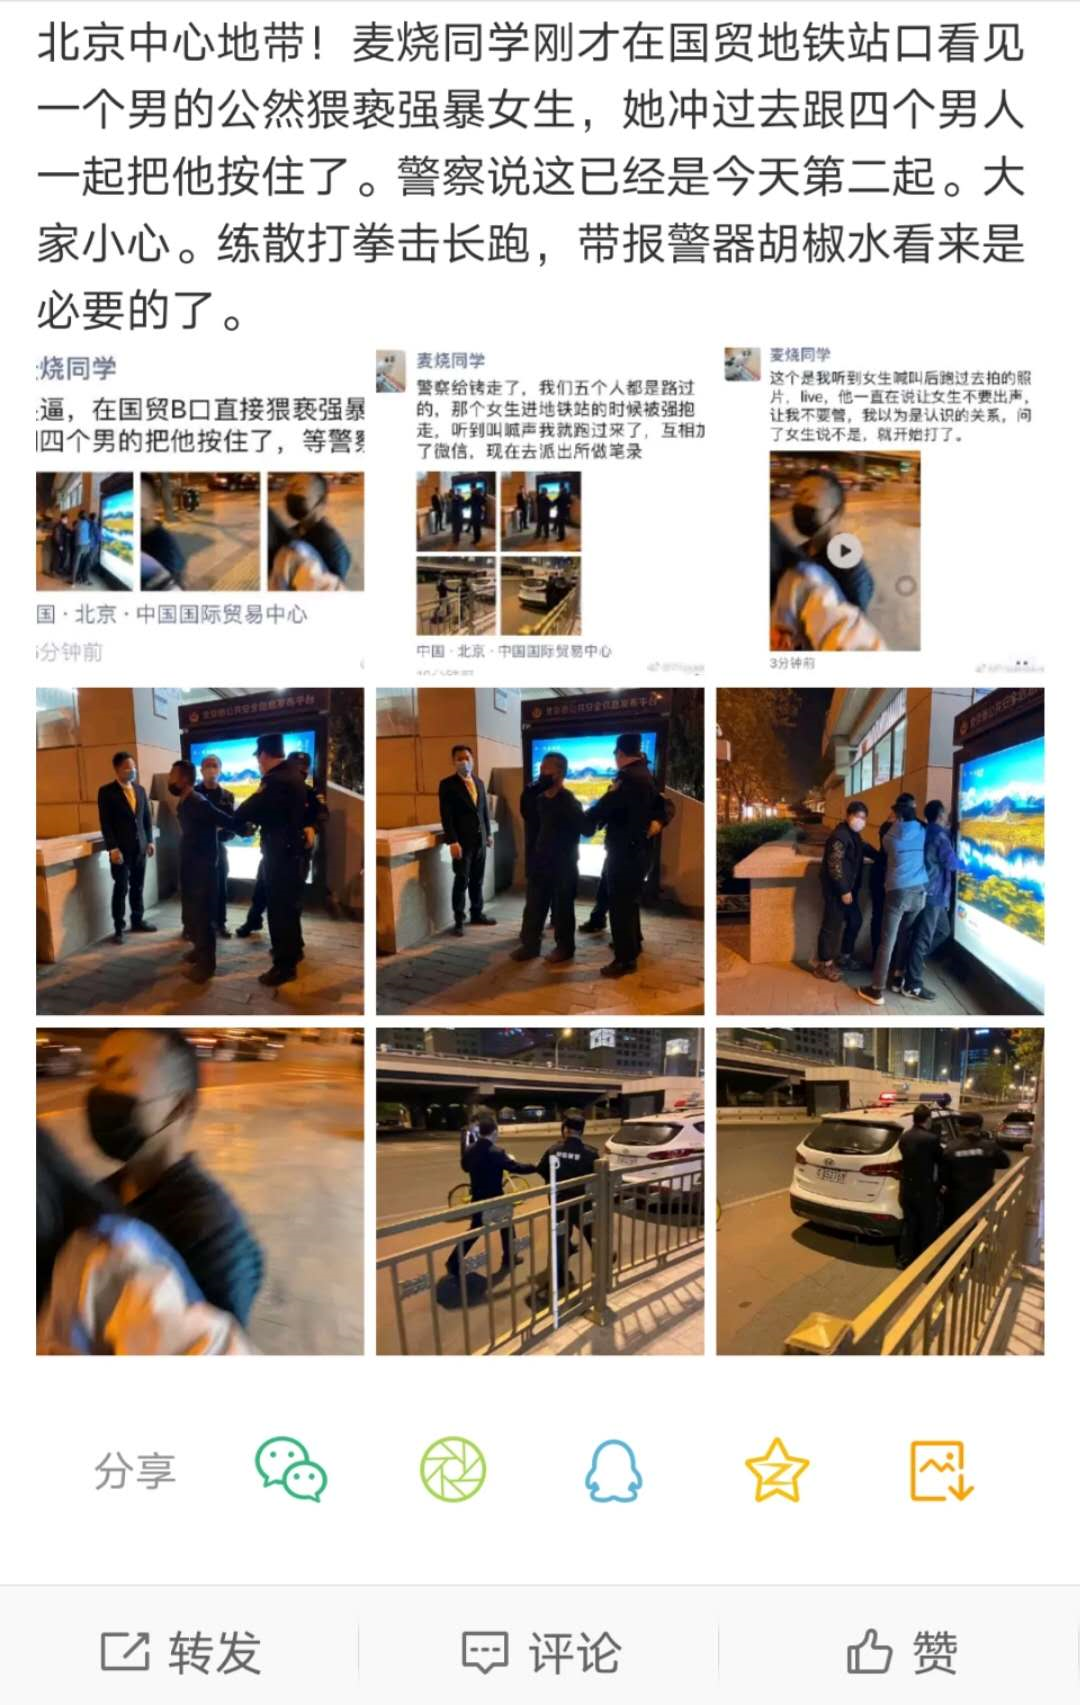 北京中心地带！麦烧同学刚才在国贸地铁站口看见
一个男的公然猥亵强暴女生，她冲过去跟四个男人
一起把他按住了。警察说这已经是今天第二起。大
家小心。练散打拳击长跑，带报警器胡椒水看来是
必要的了。
烧同学
逼，在国贸B口直接猥亵强暴
四个男的把他按住了，等警察
国·北京·中国国际贸易中心
分钟前
麦烧同学
警察给铐走了，我们五个人都是路过
的，那个女生进地铁站的时候被强抱
走，听到叫喊声我就跑过来了，互相加
了微信，现在去派出所做笔录
中国·北京·中国国际贸易中心
麦烧同学
这个是我听到女生喊叫后跑过去拍的照
片，live，他一直在说让女生不要出声，
让我不要管，我以为是认识的关系，问
了女生说不是，就开始打了。
3分钟前
分享
转发
评论
赞